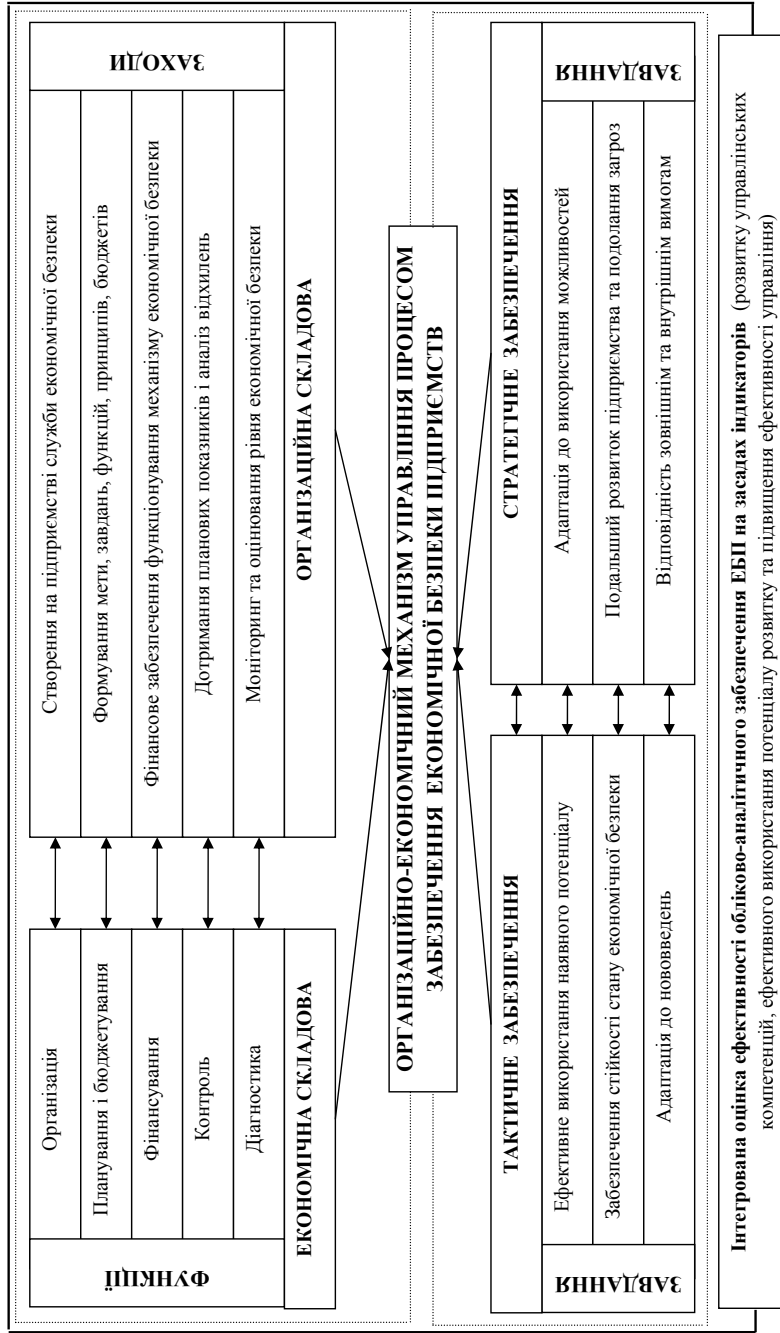 ФУНКЦІЇ
Організація
Планування і бюджетування
Фінансування
Контроль
Діагностика
ЕКОНОМІЧНА СКЛАДОВА
ЗАХОДИ
Створення на підприємстві служби економічної безпеки
Формування мети, завдань, функцій, принципів, бюджетів
Фінансове забезпечення функціонування механізму економічної безпеки
Дотримання планових показників і аналіз відхилень
Моніторинг та оцінювання рівня економічної безпеки
ОРГАНІЗАЦІЙНА СКЛАДОВА
ОРГАНІЗАЦІЙНО-ЕКОНОМІЧНИЙ МЕХАНІЗМ УПРАВЛІННЯ ПРОЦЕСОМ
ЗАБЕЗПЕЧЕННЯ ЕКОНОМІЧНОЇ БЕЗПЕКИ ПІДПРИЄМСТВ
ТАКТИЧНЕ ЗАБЕЗПЕЧЕННЯ
ЗАВДАННЯ
Ефективне використання наявного потенціалу
Забезпечення стійкості стану економічної безпеки
Адаптація до нововведень
СТРАТЕГІЧНЕ ЗАБЕЗПЕЧЕННЯ
Адаптація до використання можливостей
Подальший розвиток підприємства та подолання загроз
Відповідність зовнішнім та внутрішнім вимогам
ЗАВДАННЯ
Інтегрована оцінка ефективності обліково-аналітичного забезпечення ЕБП на засадах індикаторів (розвитку управлінських
компетенцій, ефективного використання потенціалу розвитку та підвищення ефективності управління)